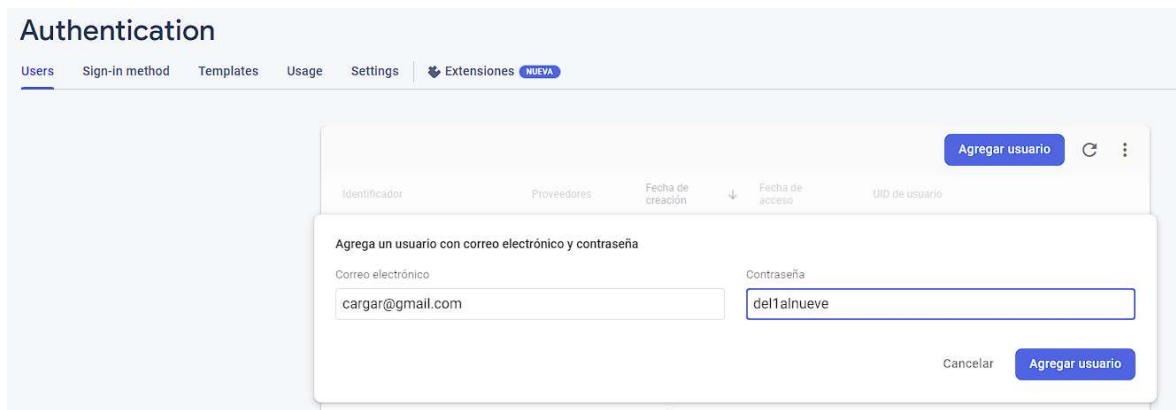 Authentication
Users Sign-in method Templates Usage Settings Extensiones NUEVA
Agregar usuario
Identificador Proveedores Fecha de creación Fecha de acceso UID de usuario
Agrega un usuario con correo electrónico y contraseña
Correo electrónico Contraseña
cargar@gmail.com del1alnueve
Cancelar Agregar usuario